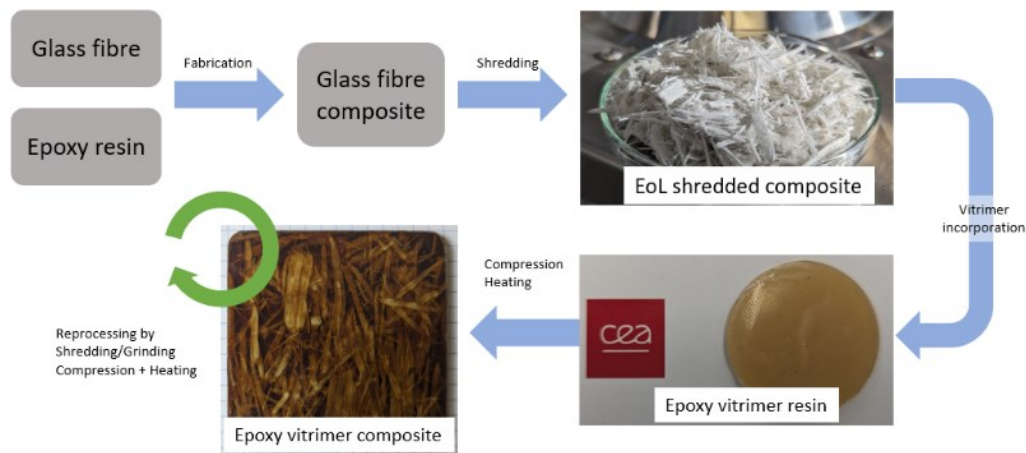 Glass fibre
Epoxy resin
Fabrication
Glass fibre
composite
Shredding
EoL shredded composite
Vitrimer
incorporation
cea
Epoxy vitrimer resin
Compression
Heating
Epoxy vitrimer composite
Reprocessing by
Shredding/Grinding
Compression + Heating